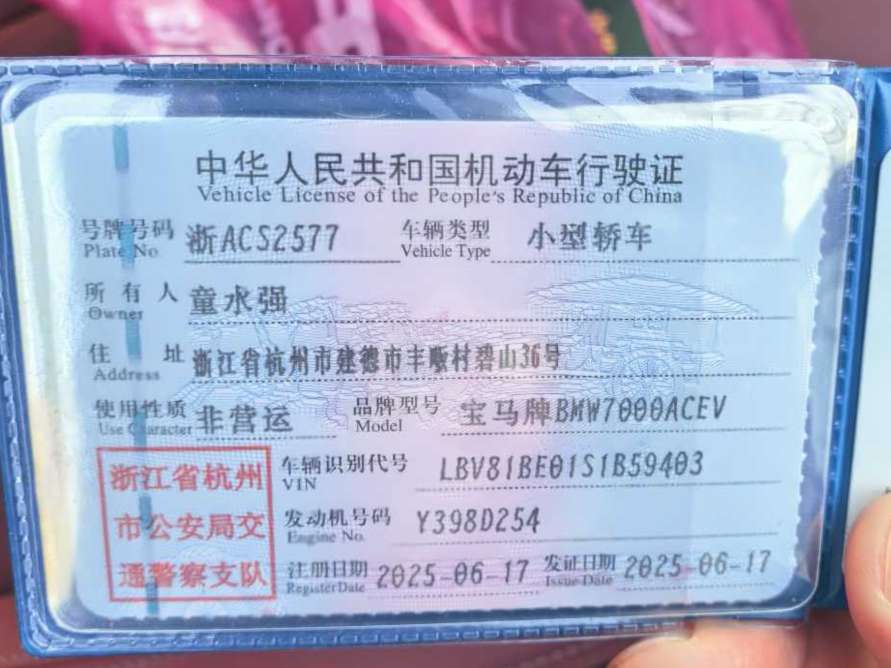 中华人民共和国机动车行驶证
Vehicle License of the People's Republic of China
号牌号码 浙ACS2577 车辆类型 小型轿车
Plate No. Vehicle Type
所有人 童水强
Owner
住址 浙江省杭州市建德市丰畈村碧山36号
Address
使用性质 非营运 品牌型号 宝马牌BMW7000ACEV
Use Character Model
浙江省杭州
市公安局交
通警察支队
车辆识别代号 LBV81BE01S1B59403
VIN
发动机号码 Y398D254
Engine No.
注册日期 2025-06-17 发证日期 2025-06-17
Register Date Issue Date